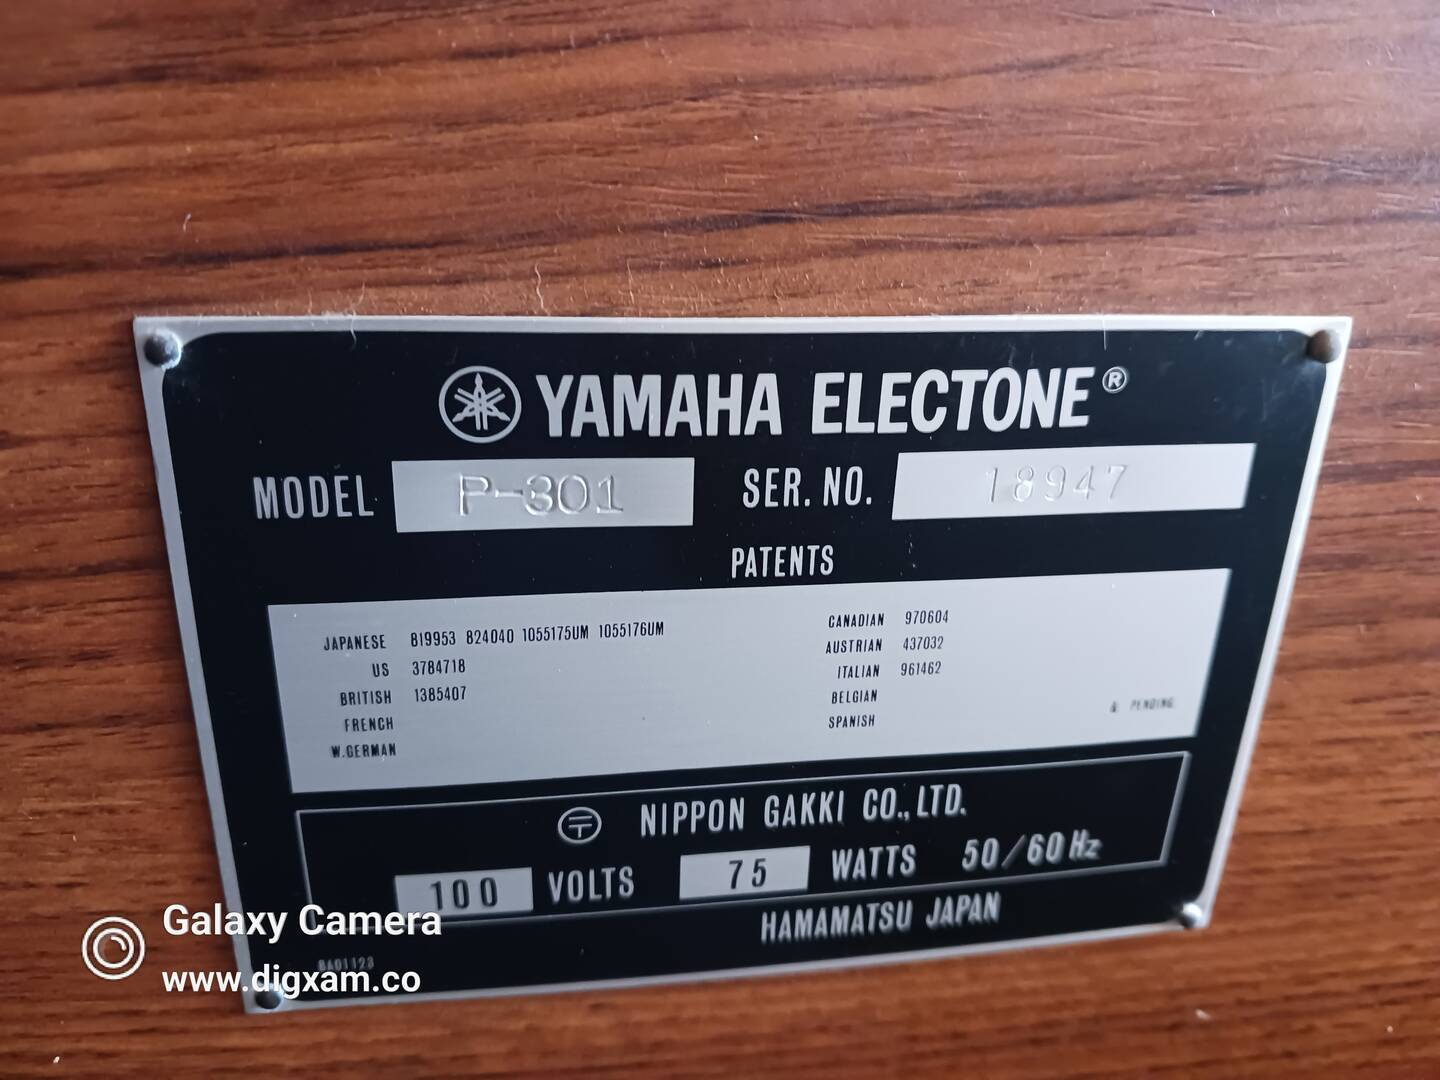 YAMAHA ELECTONE®
MODEL P-301 SER. NO. 18947
PATENTS
JAPANESE 819953 824040 1055175UM 1055176UM
US 3784718
BRITISH 1385407
FRENCH
W.GERMAN
CANADIAN 970604
AUSTRIAN 437032
ITALIAN 961462
BELGIAN
SPANISH
& PENDING
NIPPON GAKKI CO., LTD.
100 VOLTS 75 WATTS 50/60Hz
HAMAMATSU JAPAN
Galaxy Camera
www.digxam.co